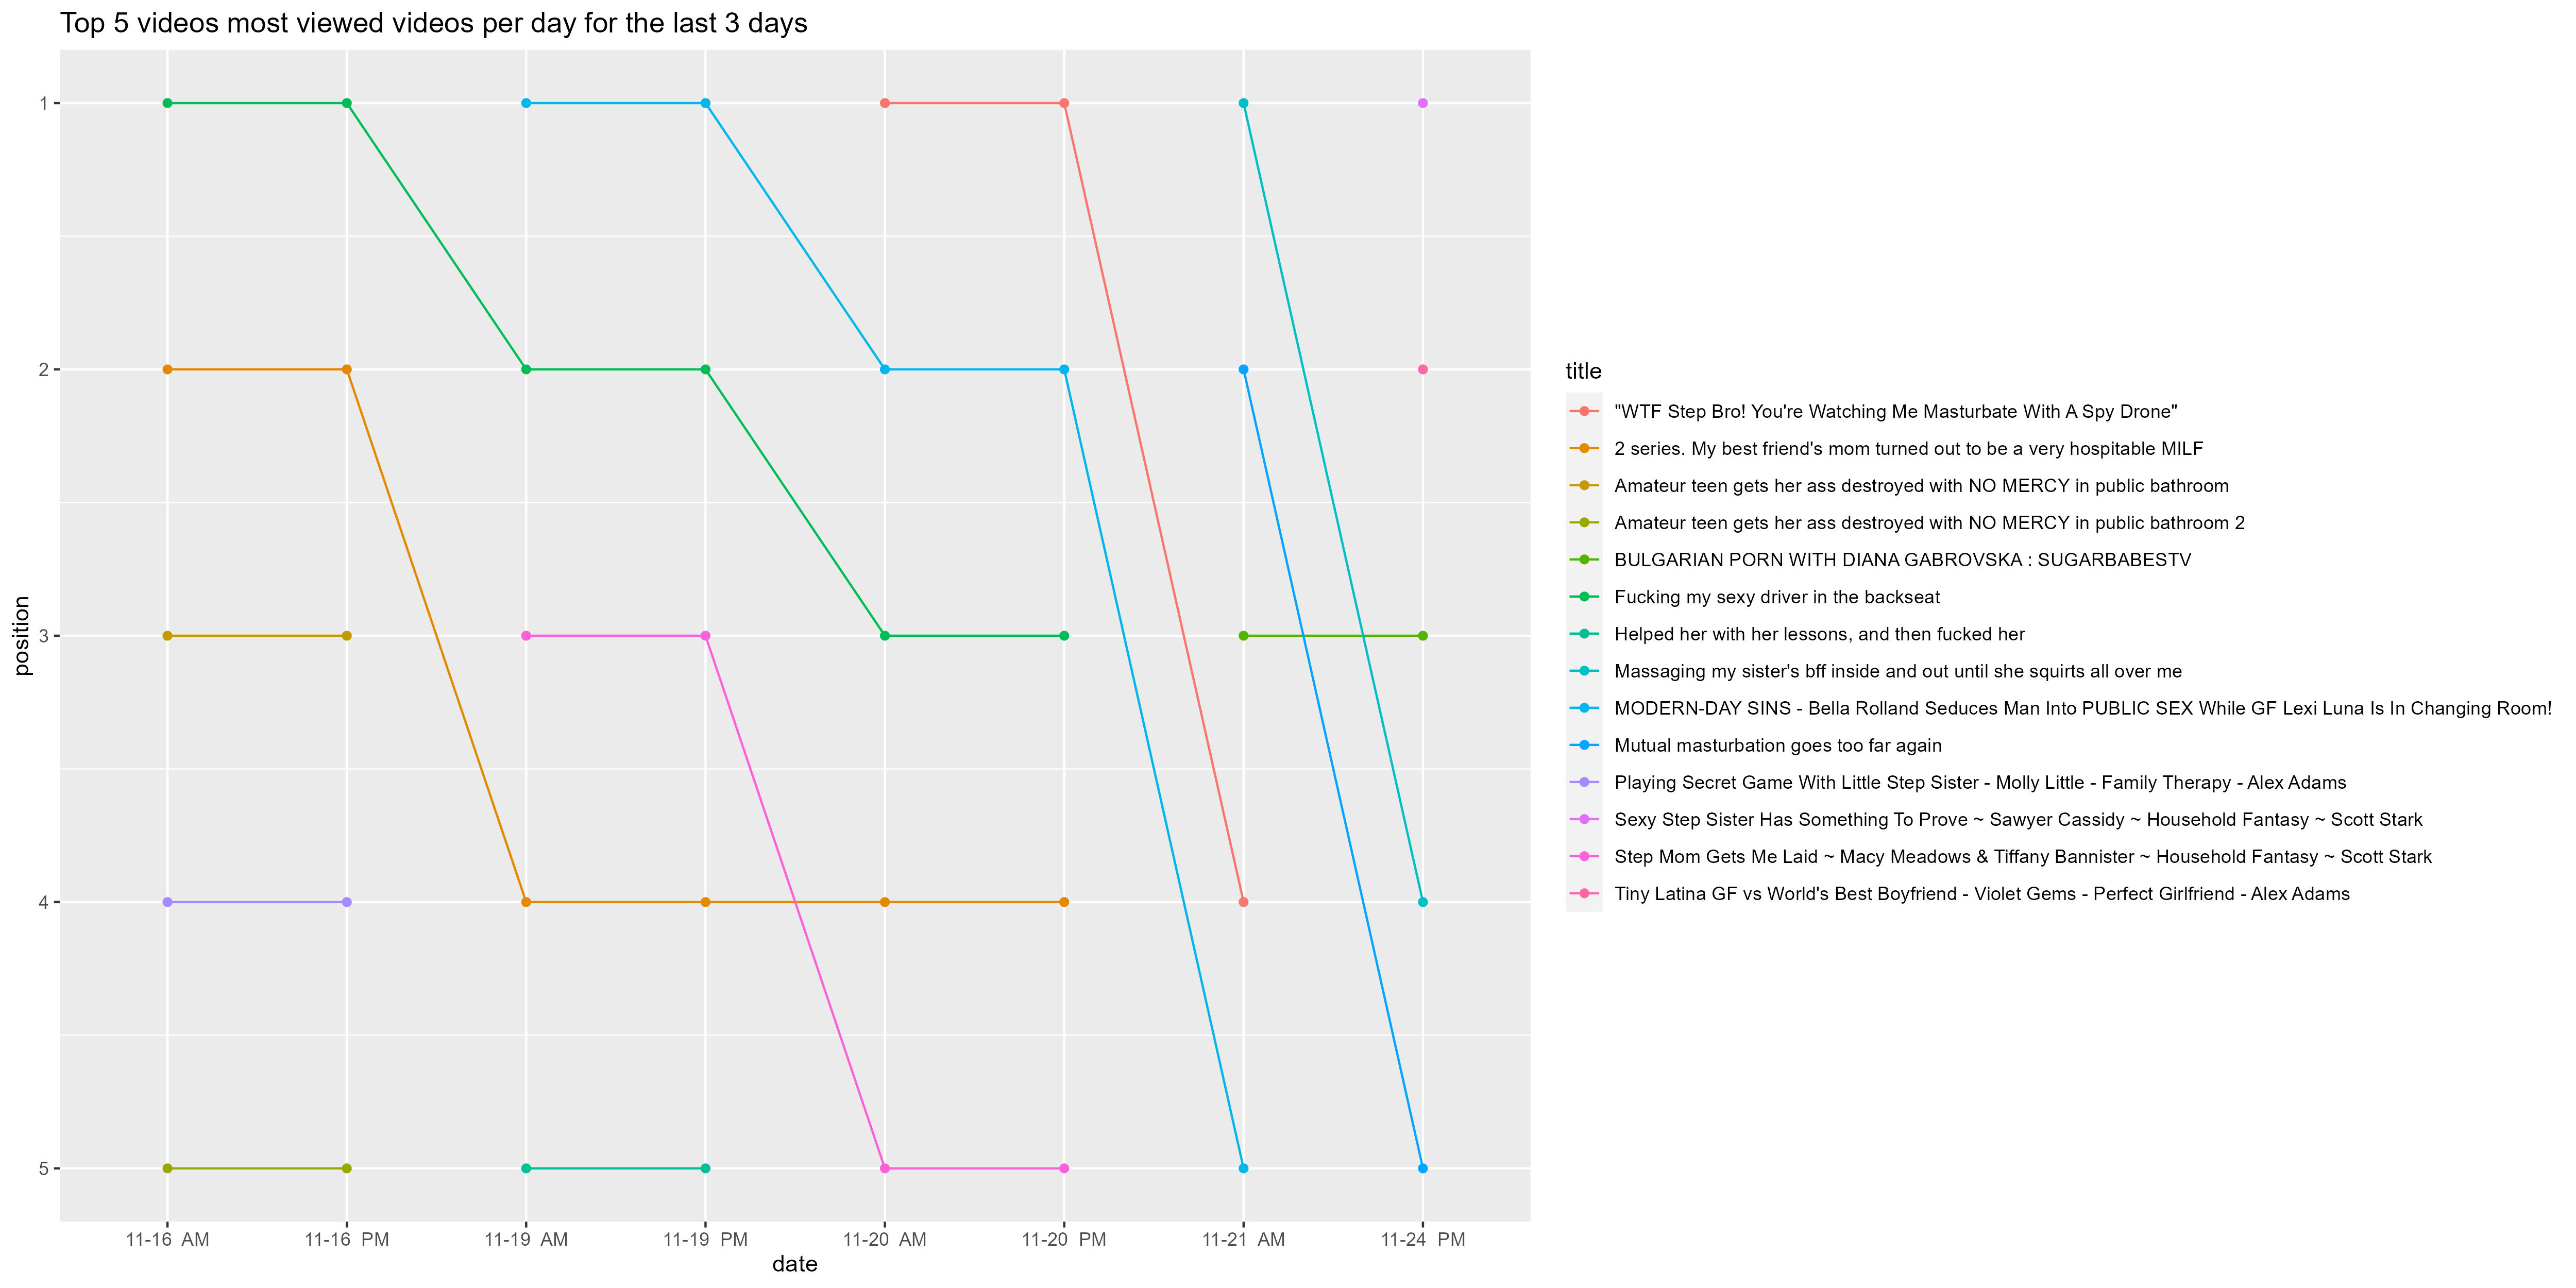 Top 5 videos most viewed videos per day for the last 3 days
position
1
2
3
4
5
11-16 AM
11-16 PM
11-19 AM
11-19 PM
11-20 AM
11-20 PM
11-21 AM
11-24 PM
date
title
"WTF Step Bro! You're Watching Me Masturbate With A Spy Drone"
2 series. My best friend's mom turned out to be a very hospitable MILF
Amateur teen gets her ass destroyed with NO MERCY in public bathroom
Amateur teen gets her ass destroyed with NO MERCY in public bathroom 2
BULGARIAN PORN WITH DIANA GABROVSKA : SUGARBABESTV
Fucking my sexy driver in the backseat
Helped her with her lessons, and then fucked her
Massaging my sister's bff inside and out until she squirts all over me
MODERN-DAY SINS - Bella Rolland Seduces Man Into PUBLIC SEX While GF Lexi Luna Is In Changing Room!
Mutual masturbation goes too far again
Playing Secret Game With Little Step Sister - Molly Little - Family Therapy - Alex Adams
Sexy Step Sister Has Something To Prove ~ Sawyer Cassidy ~ Household Fantasy ~ Scott Stark
Step Mom Gets Me Laid ~ Macy Meadows & Tiffany Bannister ~ Household Fantasy ~ Scott Stark
Tiny Latina GF vs World's Best Boyfriend - Violet Gems - Perfect Girlfriend - Alex Adams